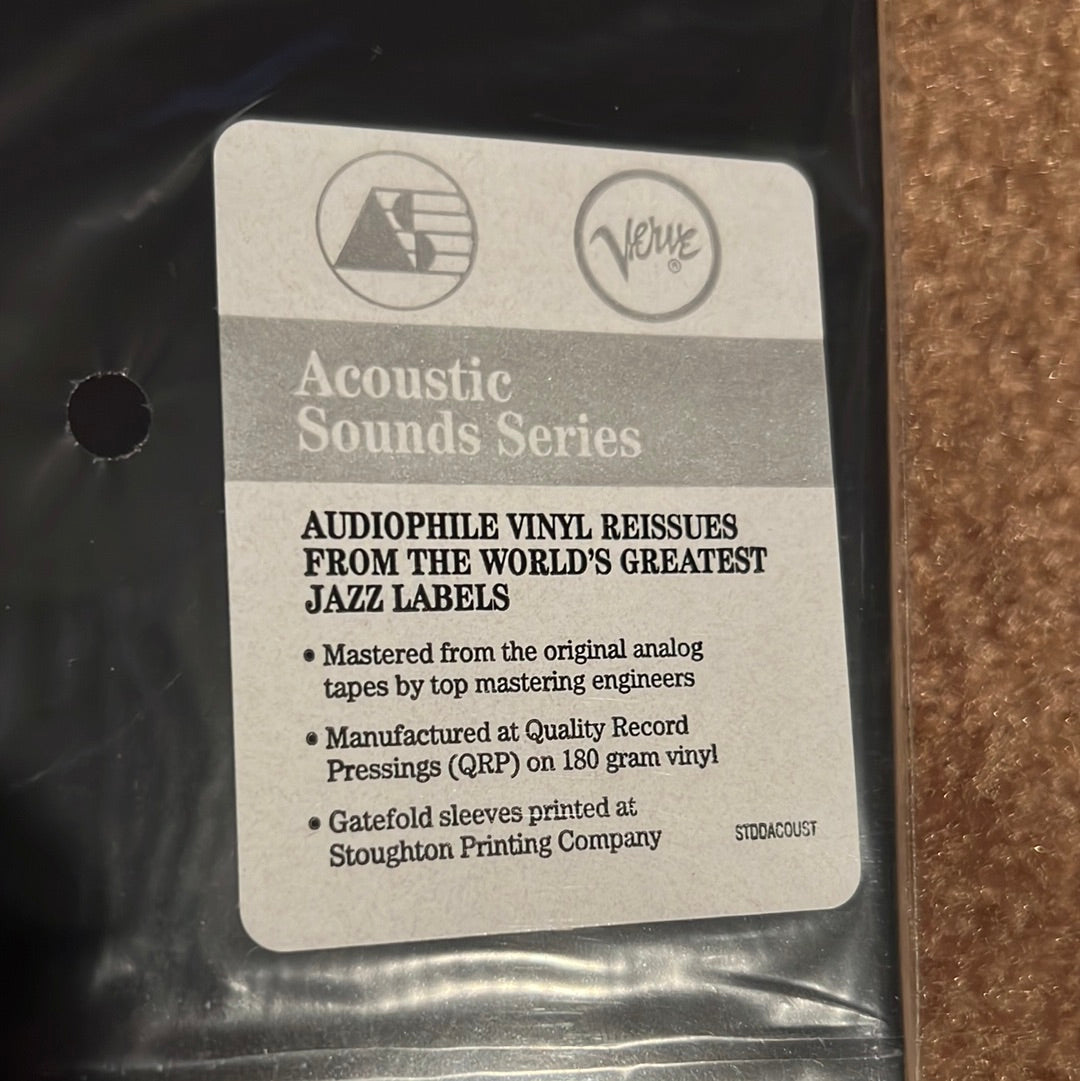 AS
Verve
®
Acoustic
Sounds Series
AUDIOPHILE VINYL REISSUES
FROM THE WORLD'S GREATEST
JAZZ LABELS
• Mastered from the original analog
tapes by top mastering engineers
• Manufactured at Quality Record
Pressings (QRP) on 180 gram vinyl
• Gatefold sleeves printed at
Stoughton Printing Company
STDDACOUST